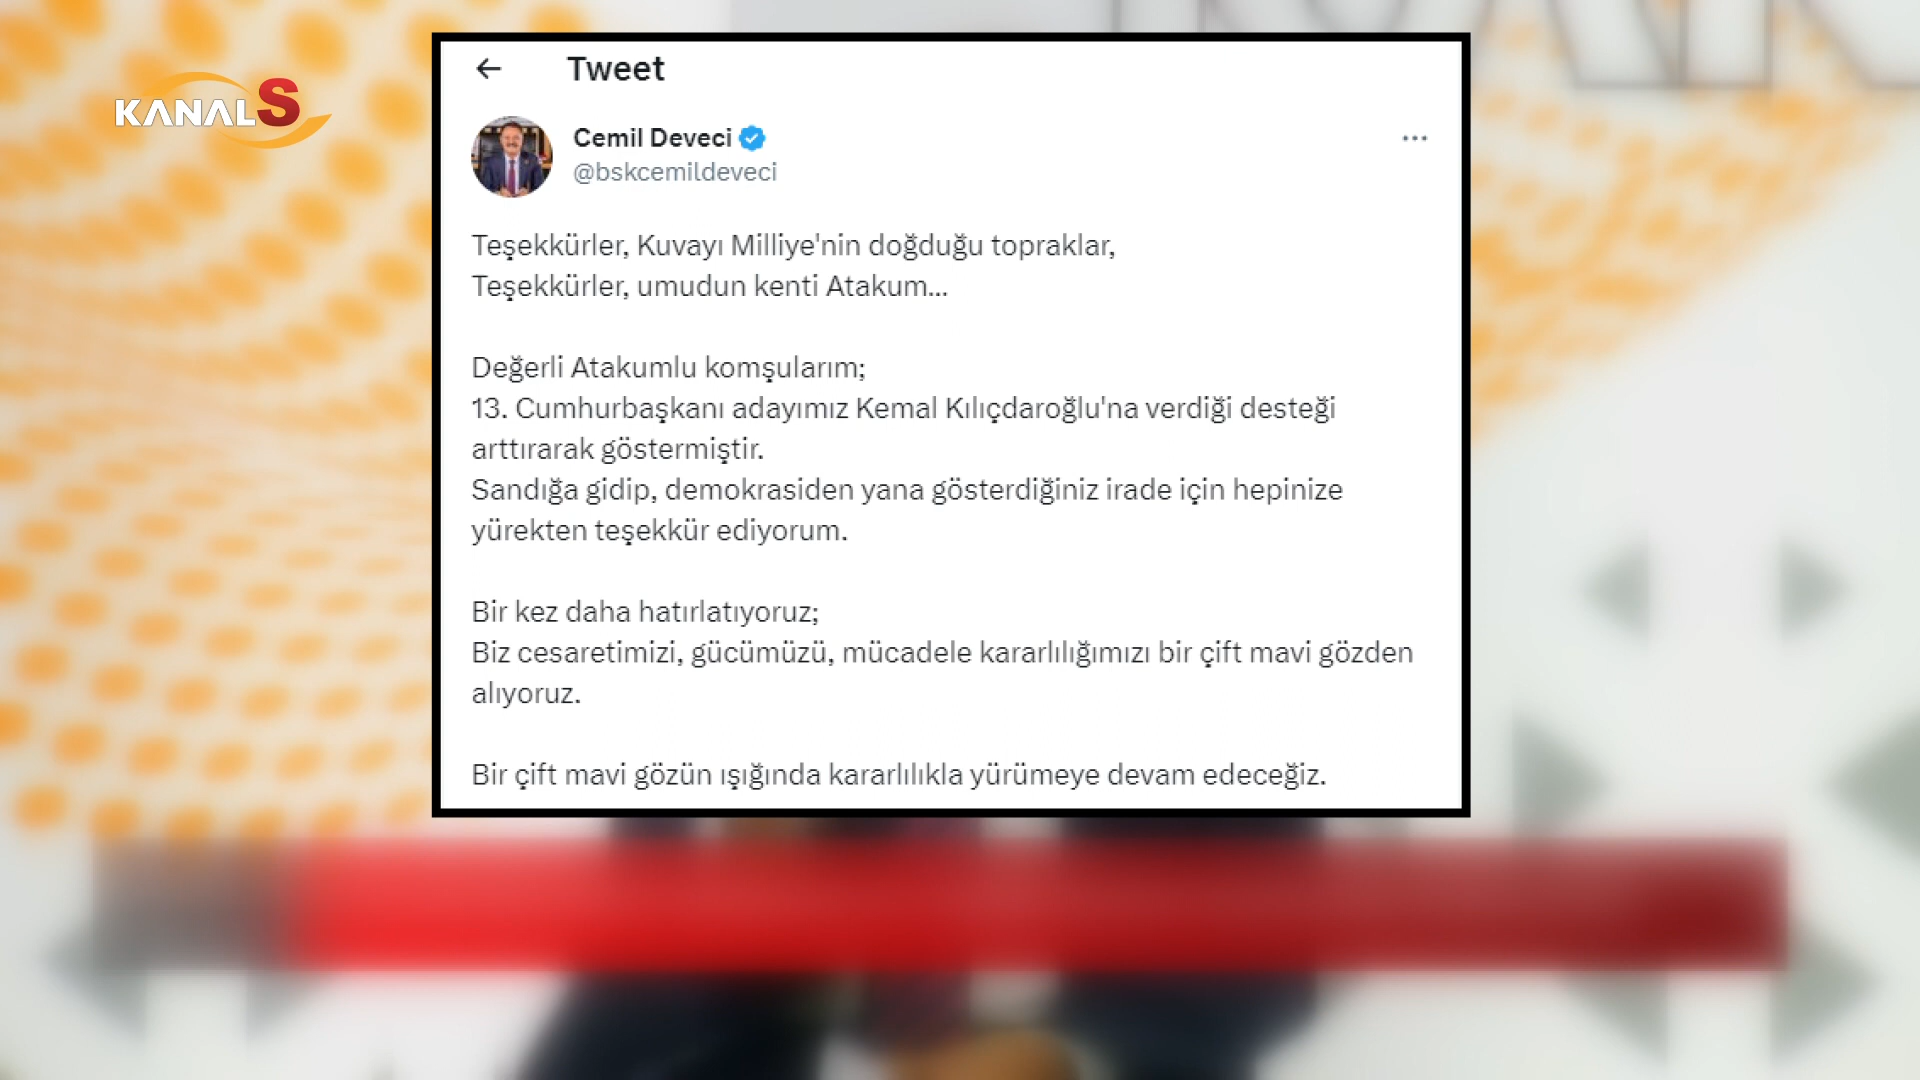 KANALS
Tweet
Cemil Deveci
@bskcemildeveci
Teşekkürler, Kuvayı Milliye'nin doğduğu topraklar,
Teşekkürler, umudun kenti Atakum...
Değerli Atakumlu komşularım;
13. Cumhurbaşkanı adayımız Kemal Kılıçdaroğlu'na verdiği desteği
arttırarak göstermiştir.
Sandığa gidip, demokrasiden yana gösterdiğiniz irade için hepinize
yürekten teşekkür ediyorum.
Bir kez daha hatırlatıyoruz;
Biz cesaretimizi, gücümüzü, mücadele kararlılığımızı bir çift mavi gözden
alıyoruz.
Bir çift mavi gözün ışığında kararlılıkla yürümeye devam edeceğiz.